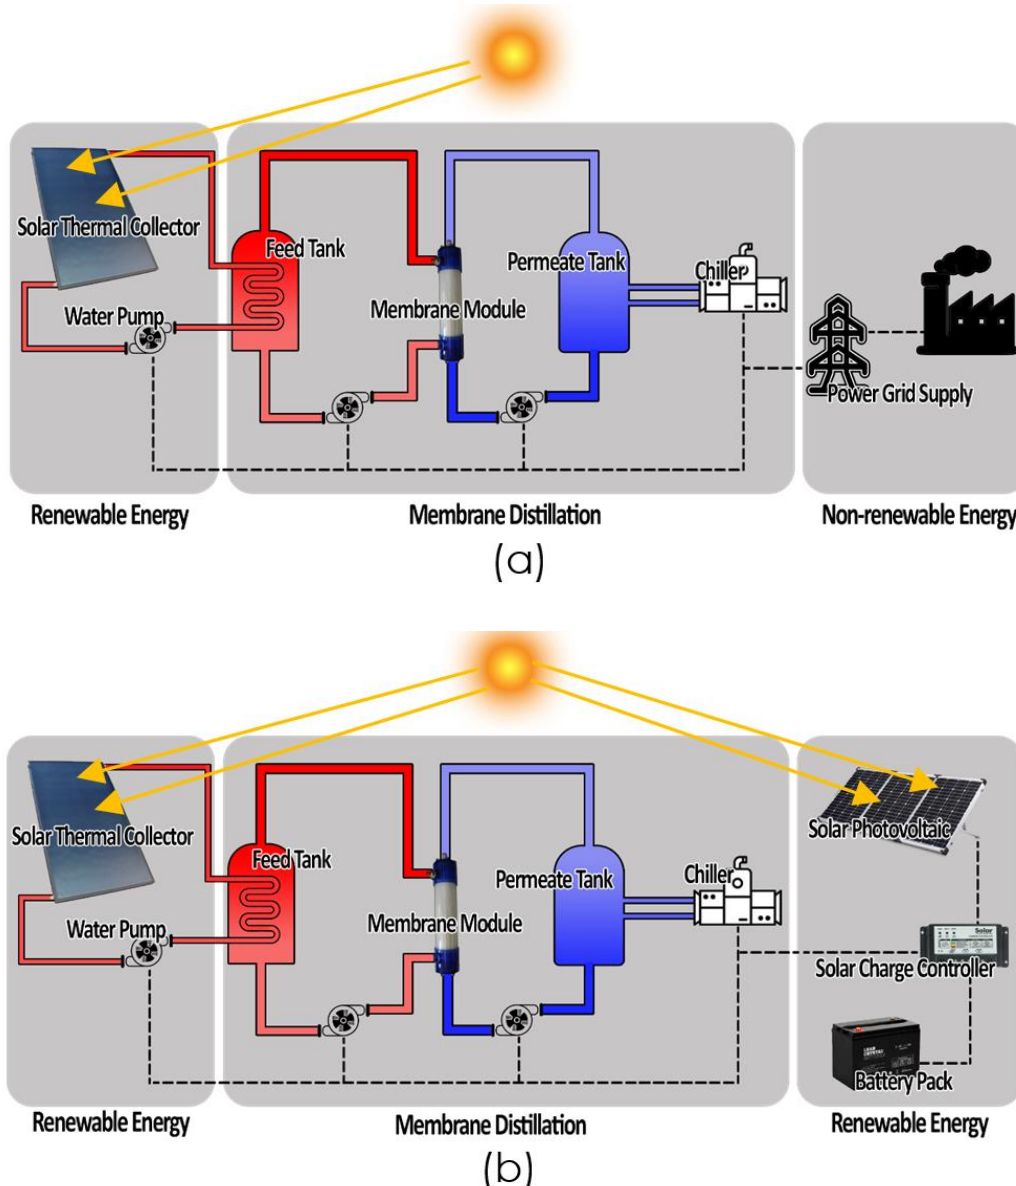 Solar Thermal Collector
Feed Tank
Permeate Tank
Chiller
Water Pump
Membrane Module
Power Grid Supply
Renewable Energy
Membrane Distillation
Non-renewable Energy
(a)
Solar Thermal Collector
Feed Tank
Permeate Tank
Chiller
Solar Photovoltaic
Water Pump
Membrane Module
Solar
Solar Charge Controller
Battery Pack
Renewable Energy
Membrane Distillation
Renewable Energy
(b)